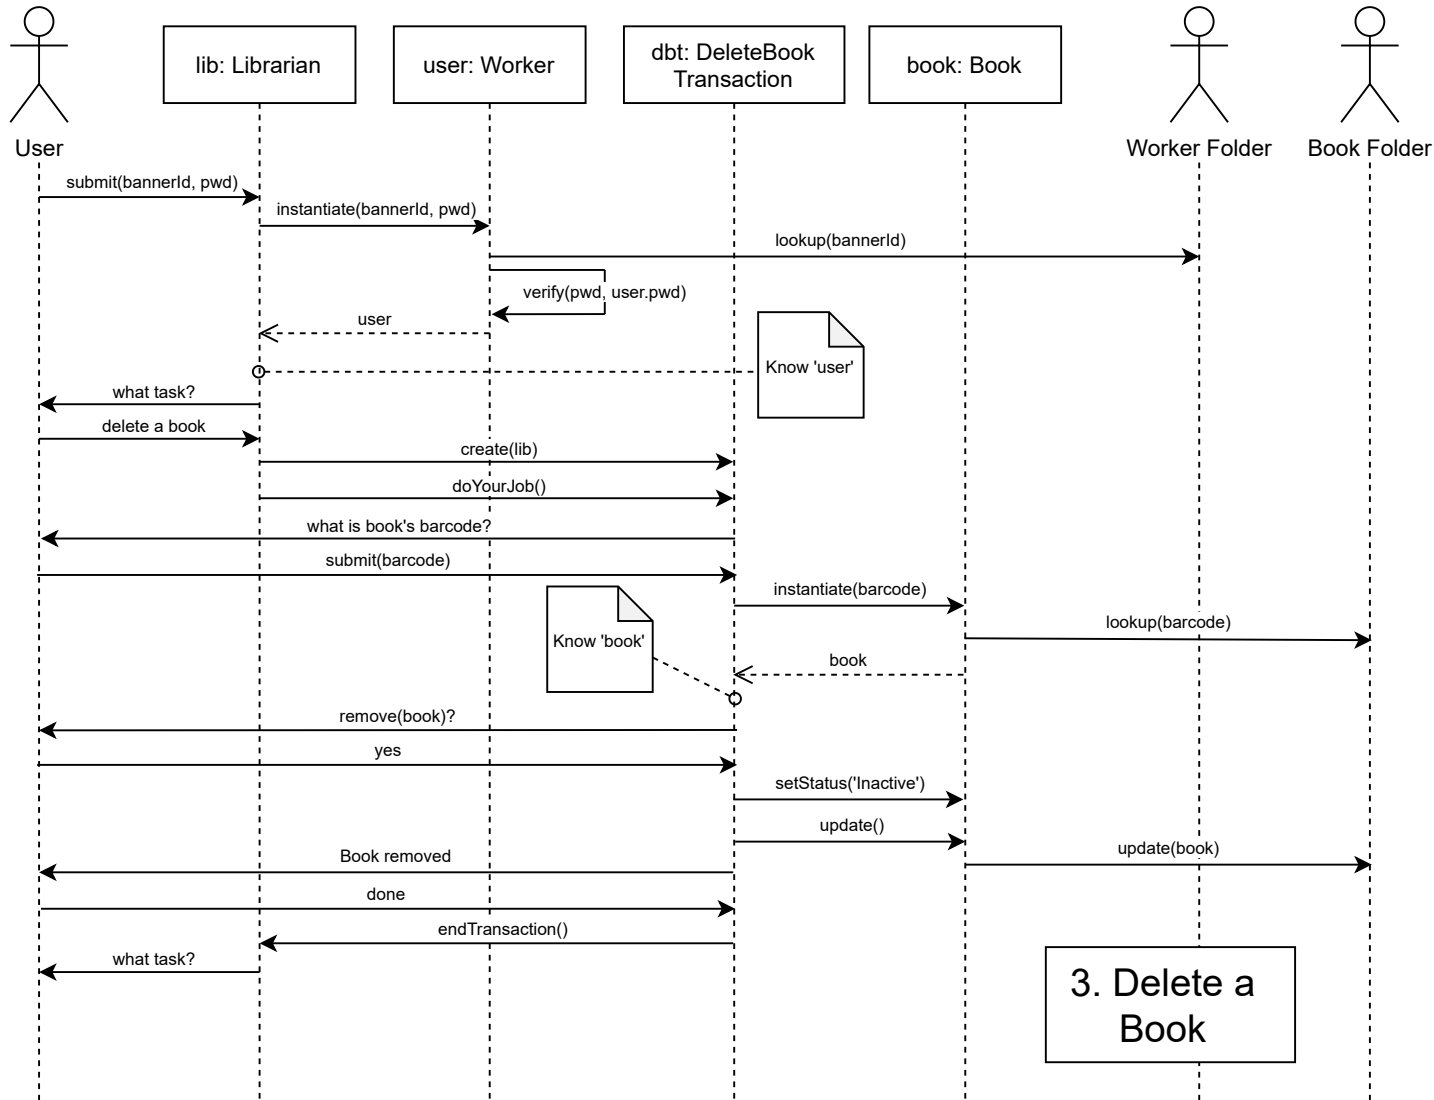 lib: Librarian
user: Worker
dbt: DeleteBook
Transaction
book: Book
User
Worker Folder
Book Folder
submit(bannerId, pwd)
instantiate(bannerId, pwd)
lookup(bannerId)
verify(pwd, user.pwd)
user
Know 'user'
what task?
delete a book
create(lib)
doYourJob()
what is book's barcode?
submit(barcode)
instantiate(barcode)
lookup(barcode)
Know 'book'
book
remove(book)?
yes
setStatus('Inactive')
update()
update(book)
Book removed
done
endTransaction()
what task?
3. Delete a
Book